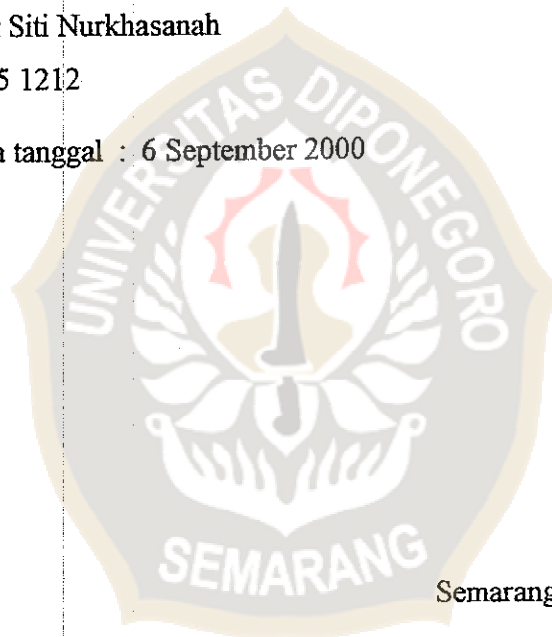 : Siti Nurkhasanah
5 1212
a tanggal : 6 September 2000
UNIVERSITAS DIPONEGORO
SEMARANG
Semarang